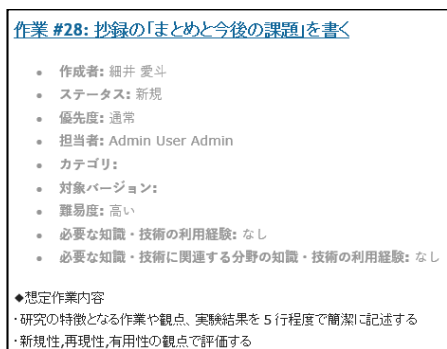 作業 #28: 抄録の「まとめと今後の課題」を書く
• 作成者: 細井 愛斗
• ステータス: 新規
• 優先度: 通常
• 担当者: Admin User Admin
• カテゴリ:
• 対象バージョン:
• 難易度: 高い
• 必要な知識・技術の利用経験: なし
• 必要な知識・技術に関連する分野の知識・技術の利用経験: なし
◆想定作業内容
・研究の特徴となる作業や観点、実験結果を5行程度で簡潔に記述する
・新規性,再現性,有用性の観点で評価する